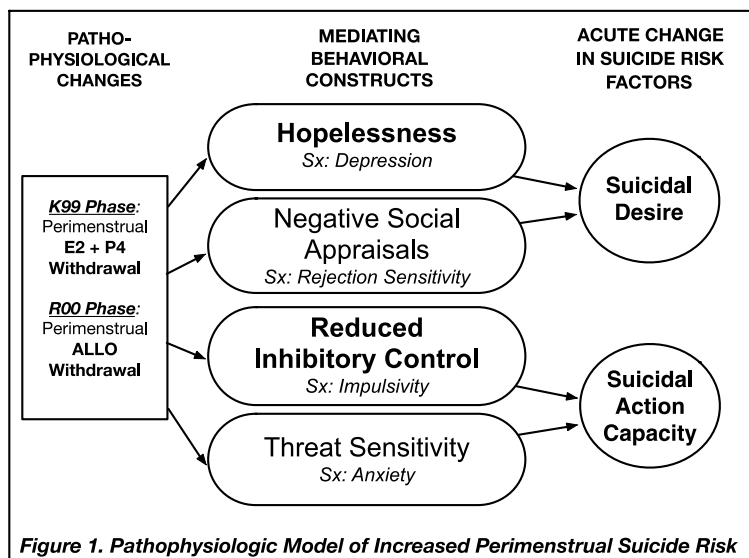 PATHO-
PHYSIOLOGICAL
CHANGES
MEDIATING
BEHAVIORAL
CONSTRUCTS
ACUTE CHANGE
IN SUICIDE RISK
FACTORS
K99 Phase:
Perimenstrual
E2 + P4
Withdrawal
R00 Phase:
Perimenstrual
ALLO
Withdrawal
Hopelessness
Sx: Depression
Negative Social
Appraisals
Sx: Rejection Sensitivity
Reduced
Inhibitory Control
Sx: Impulsivity
Threat Sensitivity
Sx: Anxiety
Suicidal
Desire
Suicidal
Action
Capacity
Figure 1. Pathophysiologic Model of Increased Perimenstrual Suicide Risk